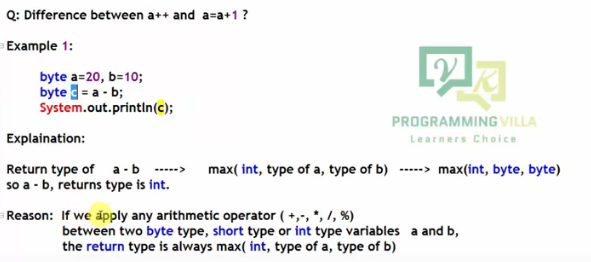 Q: Difference between a++ and a=a+1 ?
Example 1:
byte a=20, b=10;
byte c = a - b;
System.out.println(c);
VK
PROGRAMMING VILLA
Learners Choice
Explaination:
Return type of a - b -----> max( int, type of a, type of b) -----> max(int, byte, byte)
so a - b, returns type is int.
Reason: If we apply any arithmetic operator ( +,-, *, /, %)
between two byte type, short type or int type variables a and b,
the return type is always max( int, type of a, type of b)